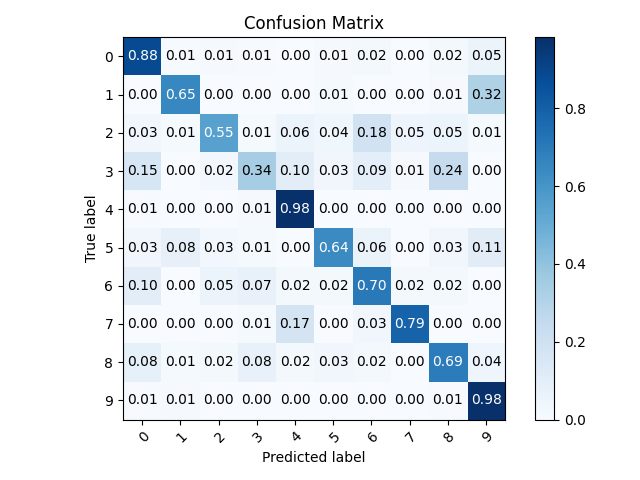 Confusion Matrix
0 0.88 0.01 0.01 0.01 0.00 0.01 0.02 0.00 0.02 0.05
1 0.00 0.65 0.00 0.00 0.00 0.01 0.00 0.00 0.01 0.32
2 0.03 0.01 0.55 0.01 0.06 0.04 0.18 0.05 0.05 0.01
3 0.15 0.00 0.02 0.34 0.10 0.03 0.09 0.01 0.24 0.00
4 0.01 0.00 0.00 0.01 0.98 0.00 0.00 0.00 0.00 0.00
5 0.03 0.08 0.03 0.01 0.00 0.64 0.06 0.00 0.03 0.11
6 0.10 0.00 0.05 0.07 0.02 0.02 0.70 0.02 0.02 0.00
7 0.00 0.00 0.00 0.01 0.17 0.00 0.03 0.79 0.00 0.00
8 0.08 0.01 0.02 0.08 0.02 0.03 0.02 0.00 0.69 0.04
9 0.01 0.01 0.00 0.00 0.00 0.00 0.00 0.00 0.01 0.98
0 1 2 3 4 5 6 7 8 9
Predicted label
True label
0.8
0.6
0.4
0.2
0.0